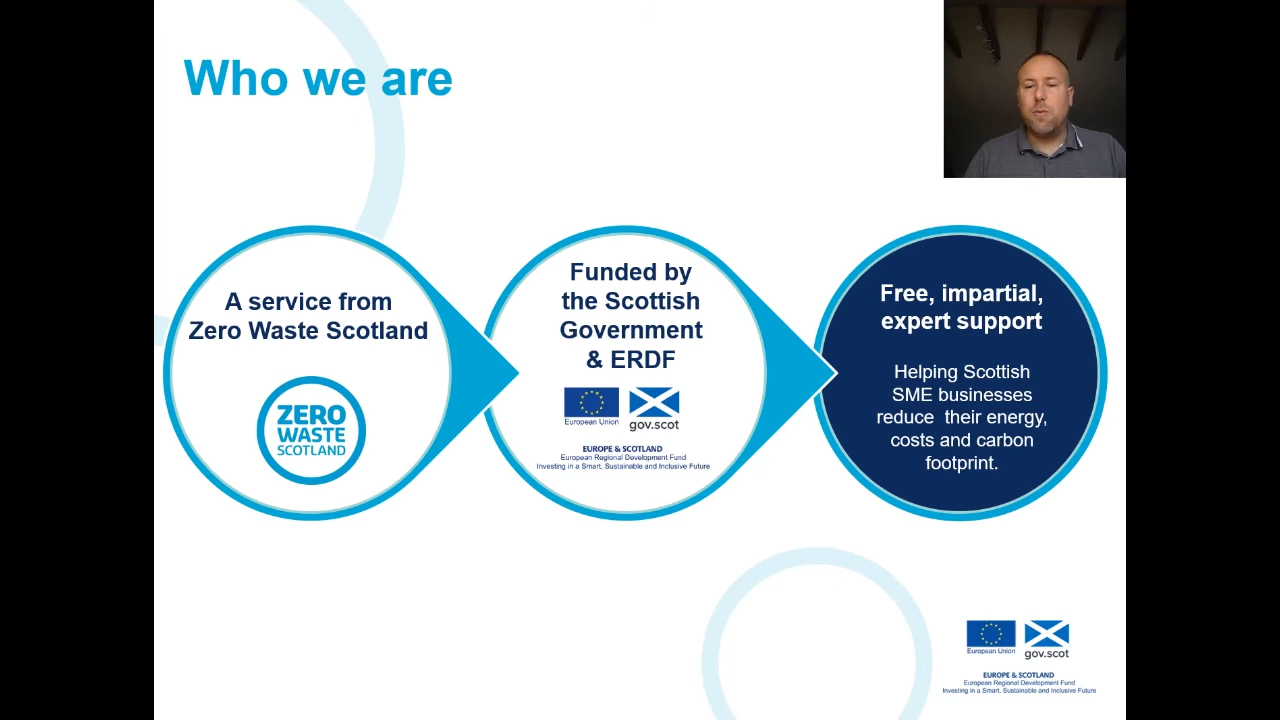 Who we are
A service from
Zero Waste Scotland
ZERO
WASTE
SCOTLAND
Funded by
the Scottish
Government
& ERDF
European Union
gov.scot
EUROPE & SCOTLAND
European Regional Development Fund
Investing in a Smart, Sustainable and Inclusive Future
Free, impartial,
expert support
Helping Scottish
SME businesses
reduce their energy,
costs and carbon
footprint.
European Union
gov.scot
EUROPE & SCOTLAND
European Regional Development Fund
Investing in a Smart, Sustainable and Inclusive Future